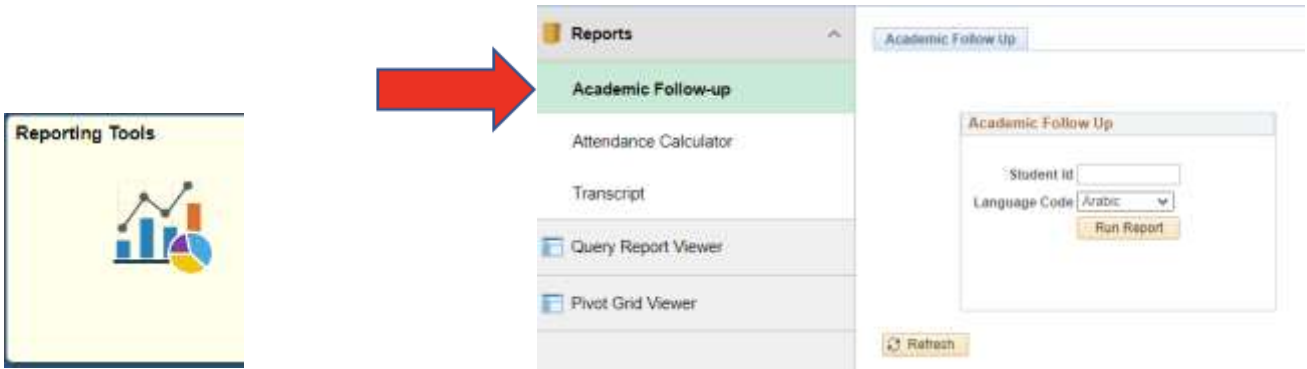 Reporting Tools
Reports
Academic Follow-up
Attendance Calculator
Transcript
Query Report Viewer
Pivot Grid Viewer
Academic Follow Up
Academic Follow Up
Student Id
Language Code Arabic
Run Report
Refresh